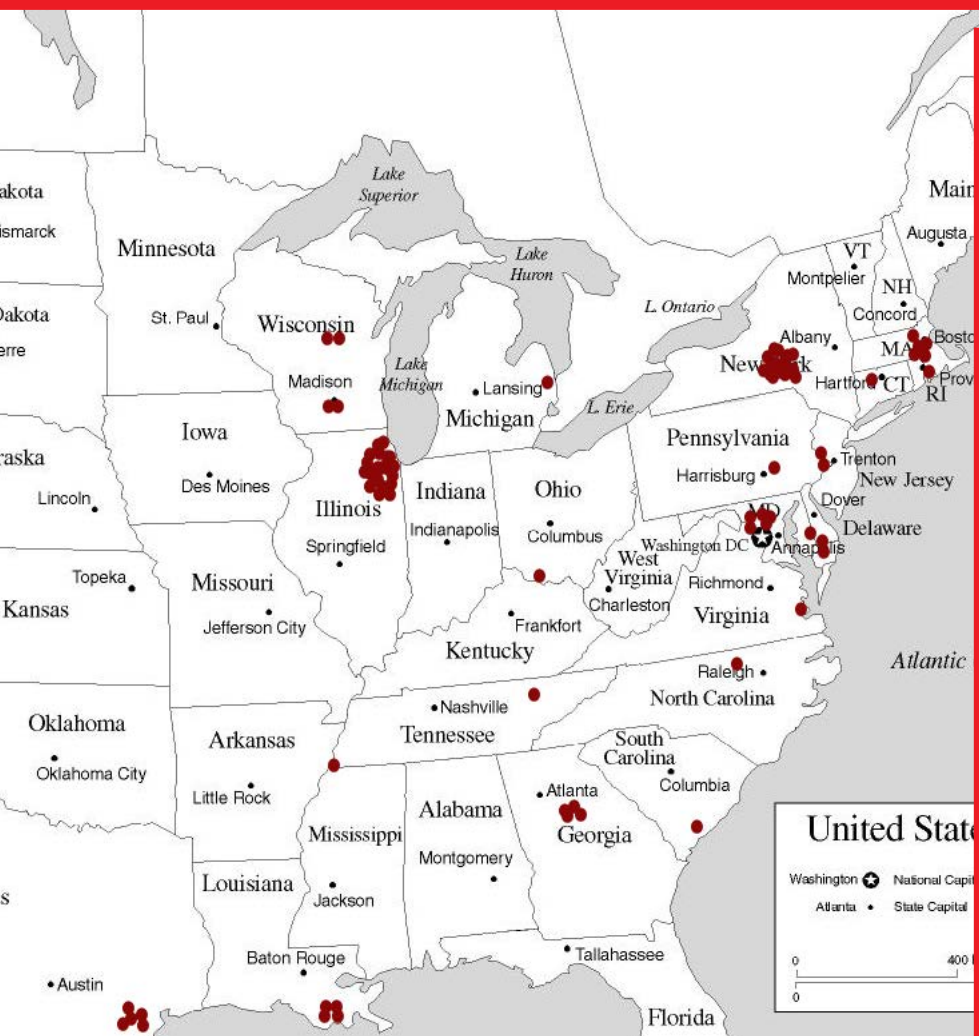 Lake
Superior
akota
Main
ismarck
Augusta
Minnesota
VT
Lake
Huron
Montpelier
NH
L. Ontario
Concord
Dakota
St. Paul
Wisconsin
Albany
Bosto
erre
MA
Lake
Michigan
New York
Madison
Lansing
Hartford
CT
Prov
RI
L. Erie
Michigan
Iowa
Pennsylvania
raska
Trenton
Harrisburg
New Jersey
Des Moines
Indiana
Ohio
Lincoln
Illinois
Dover
MD
Delaware
Indianapolis
Columbus
Springfield
Washington DC
Annapolis
West
Virginia
Topeka
Missouri
Richmond
Kansas
Charleston
Virginia
Jefferson City
Frankfort
Kentucky
Atlantic
Raleigh
North Carolina
Nashville
Oklahoma
Tennessee
Arkansas
South
Carolina
Oklahoma City
Columbia
Atlanta
Little Rock
Alabama
United State
Mississippi
Georgia
Montgomery
Washington
National Capit
Louisiana
s
Jackson
Atlanta
State Capital
Baton Rouge
Tallahassee
0
400
Austin
0
Florida